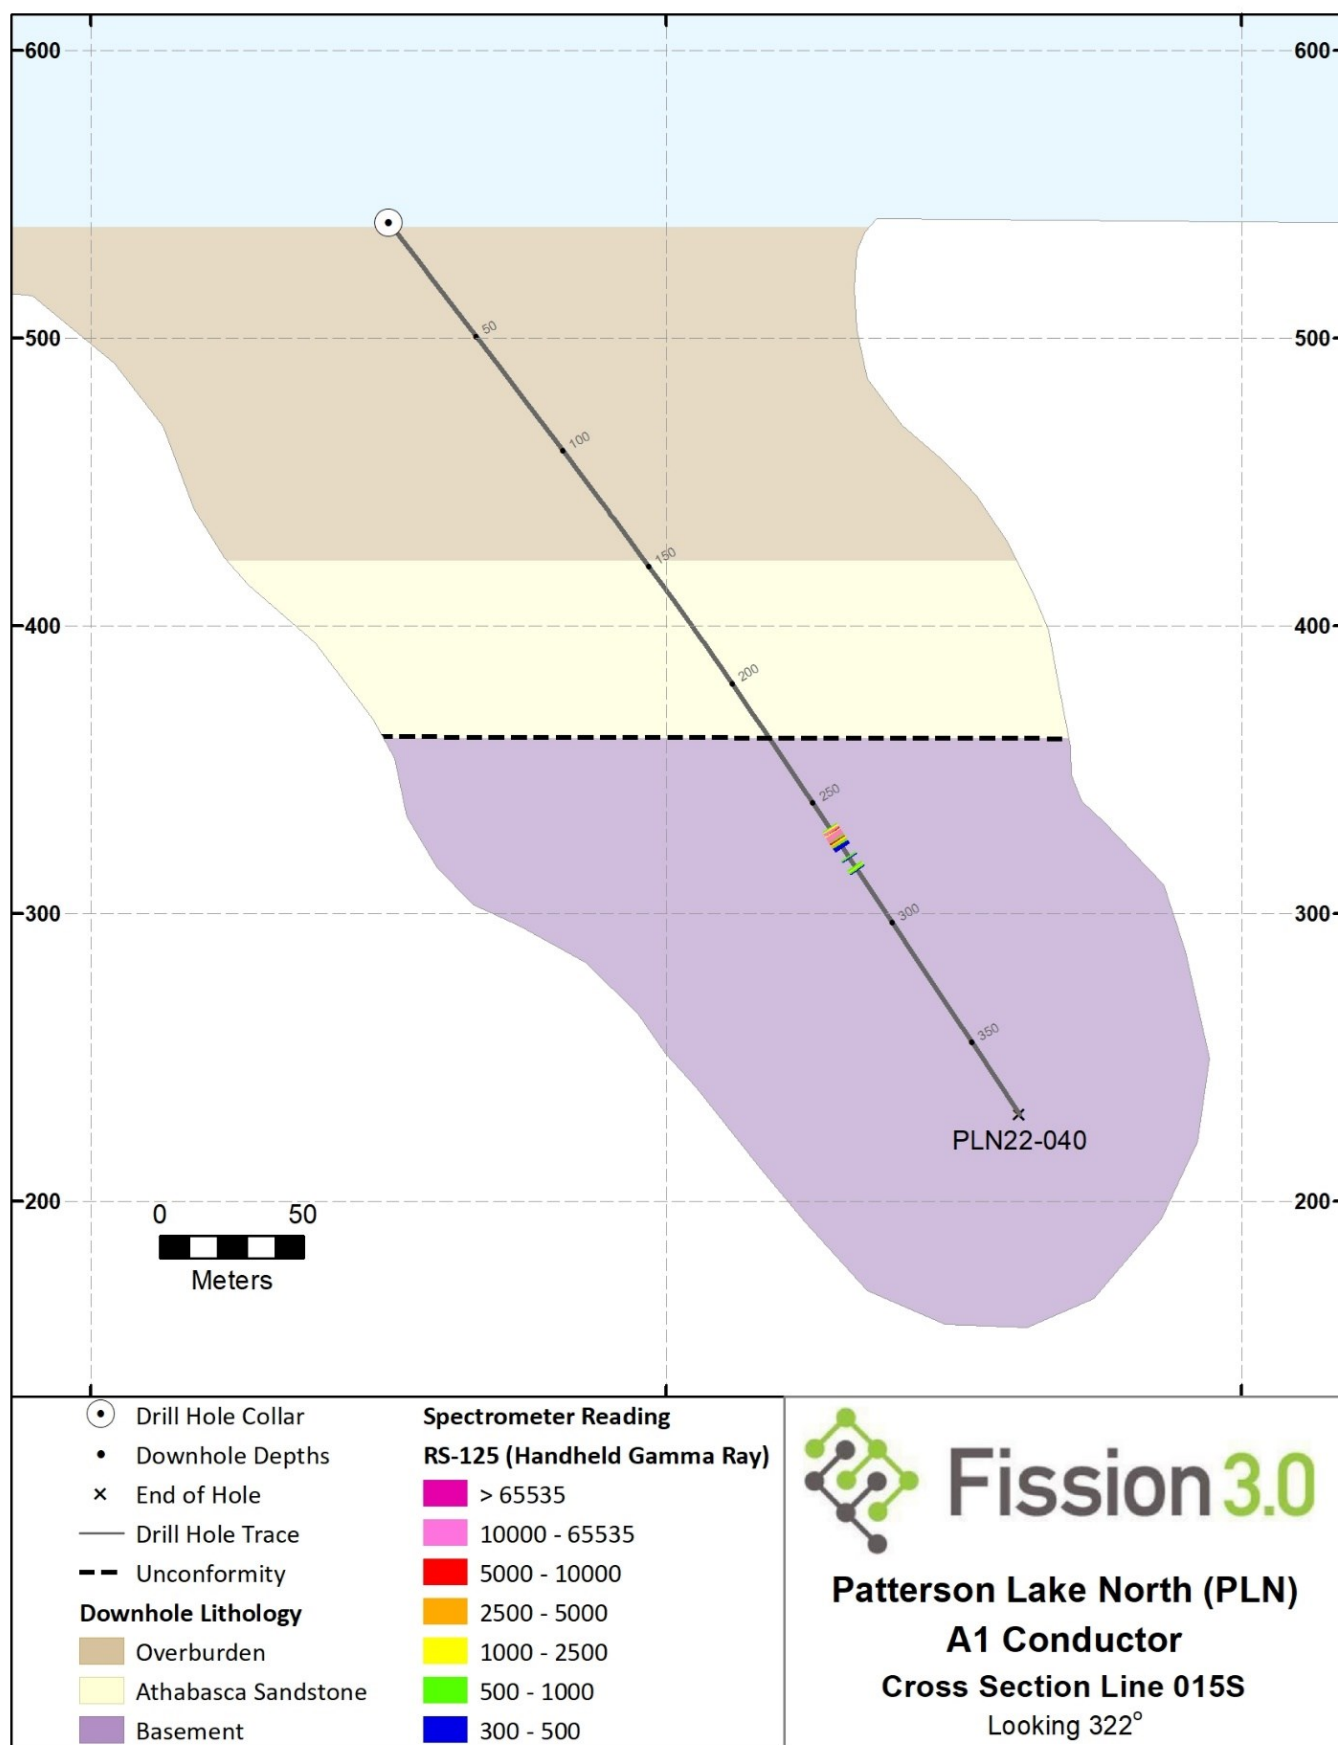 600 600
50
500 500
100
150
400 400
200
250
300 300
300
350
PLN22-040
200 200
0 50
Meters
Drill Hole Collar
Downhole Depths
End of Hole
Drill Hole Trace
Unconformity
Downhole Lithology
Overburden
Athabasca Sandstone
Basement
Spectrometer Reading
RS-125 (Handheld Gamma Ray)
> 65535
10000 - 65535
5000 - 10000
2500 - 5000
1000 - 2500
500 - 1000
300 - 500
Fission 3.0
Patterson Lake North (PLN)
A1 Conductor
Cross Section Line 015S
Looking 322°